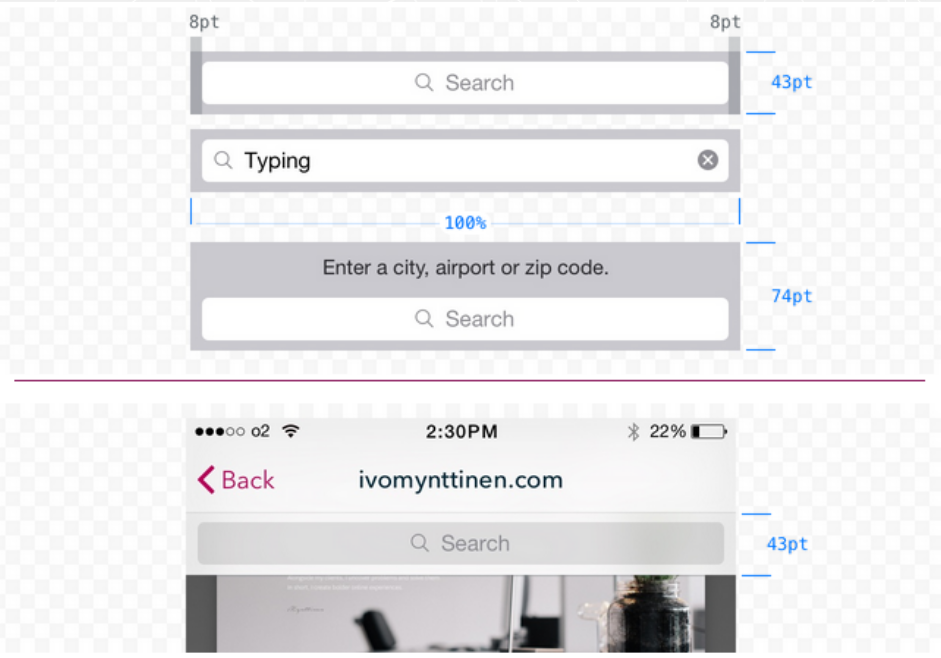 8pt 8pt
Search
43pt
Typing
100%
Enter a city, airport or zip code.
74pt
Search
o2 2:30PM 22%
Back ivomynttinen.com
Search
43pt